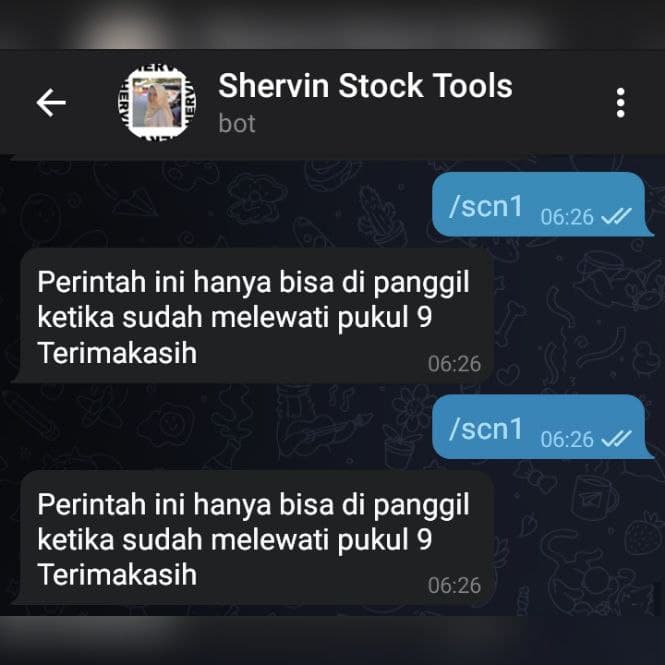 Shervin Stock Tools
bot
/scn1 06:26
Perintah ini hanya bisa di panggil
ketika sudah melewati pukul 9
Terimakasih
06:26
/scn1 06:26
Perintah ini hanya bisa di panggil
ketika sudah melewati pukul 9
Terimakasih
06:26